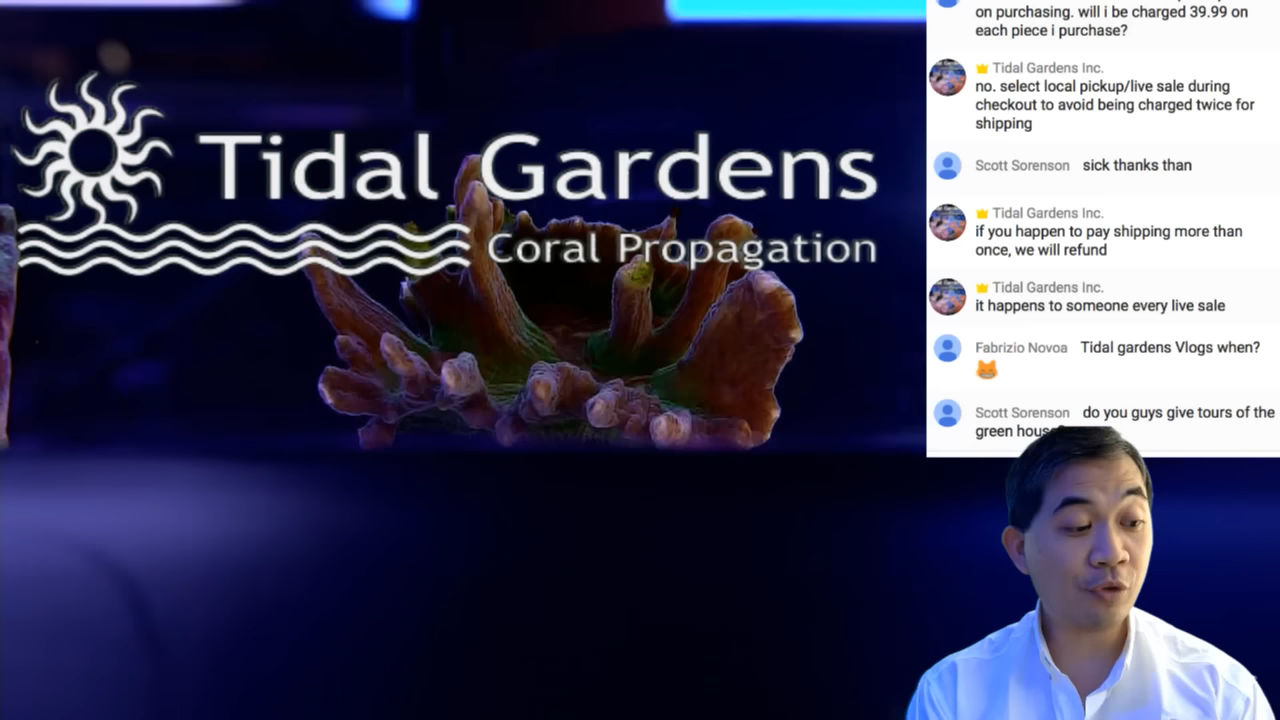 Tidal Gardens
Coral Propagation
on purchasing. will i be charged 39.99 on
each piece i purchase?
Tidal Gardens Inc.
no. select local pickup/live sale during
checkout to avoid being charged twice for
shipping
Scott Sorenson sick thanks than
Tidal Gardens Inc.
if you happen to pay shipping more than
once, we will refund
Tidal Gardens Inc.
it happens to someone every live sale
Fabrizio Novoa Tidal gardens Vlogs when?
Scott Sorenson do you guys give tours of the
green